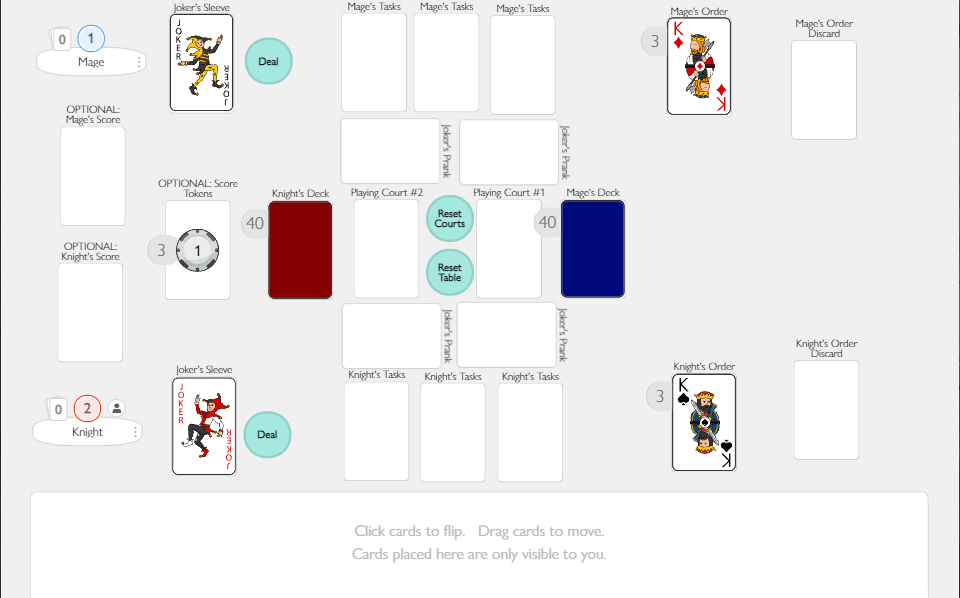 Joker's Sleeve
Mage's Tasks
Mage's Tasks
Mage's Tasks
Mage's Order
Mage's Order
Discard
0
1
Mage
JOKER
JOKER
Deal
3
K
K
OPTIONAL:
Mage's Score
Joker's Prank
Joker's Prank
OPTIONAL: Score
Tokens
Knight's Deck
Playing Court #2
Playing Court #1
Mage's Deck
40
Reset
Courts
40
3
1
OPTIONAL:
Knight's Score
Reset
Table
Joker's Prank
Joker's Prank
Knight's Order
Discard
Joker's Sleeve
Knight's Tasks
Knight's Tasks
Knight's Tasks
Knight's Order
0
2
Knight
JOKER
JOKER
Deal
3
K
K
Click cards to flip. Drag cards to move.
Cards placed here are only visible to you.